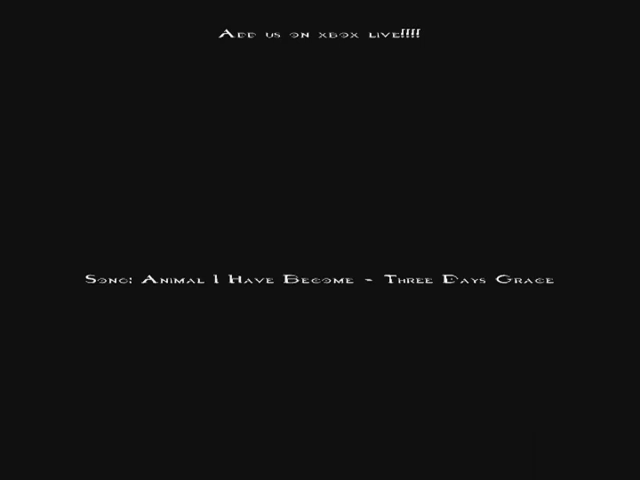 Add us on xbox live!!!!
Song: Animal I Have Become - Three Days Grace